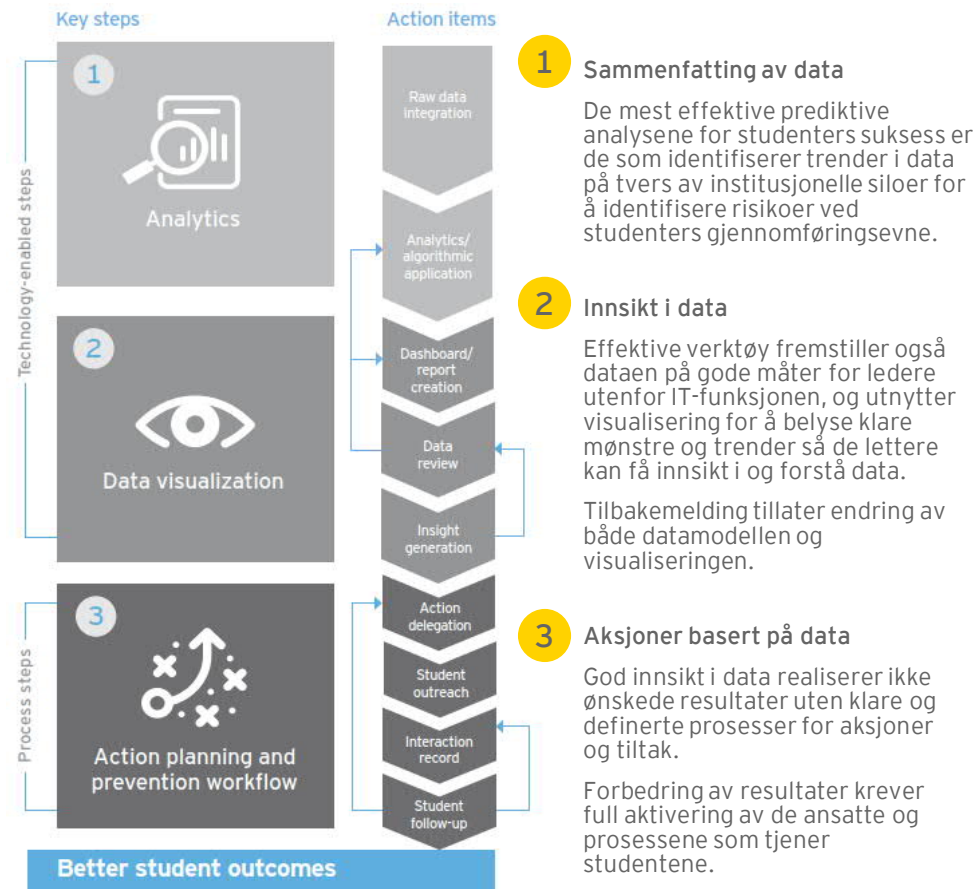 Key steps
Action items
Technology-enabled steps
1
Analytics
2
Data visualization
Process steps
3
Action planning and
prevention workflow
Raw data
integration
Analytics/
algorithmic
application
Dashboard/
report
creation
Data
review
Insight
generation
Action
delegation
Student
outreach
Interaction
record
Student
follow-up
Better student outcomes
1
Sammenfatting av data
De mest effektive prediktive
analysene for studenters suksess er
de som identifiserer trender i data
på tvers av institusjonelle siloer for
å identifisere risikoer ved
studenters gjennomføringsevne.
2
Innsikt i data
Effektive verktøy fremstiller også
dataen på gode måter for ledere
utenfor IT-funksjonen, og utnytter
visualisering for å belyse klare
mønstre og trender så de lettere
kan få innsikt i og forstå data.
Tilbakemelding tillater endring av
både datamodellen og
visualiseringen.
3
Aksjoner basert på data
God innsikt i data realiserer ikke
ønskede resultater uten klare og
definerte prosesser for aksjoner
og tiltak.
Forbedring av resultater krever
full aktivering av de ansatte og
prosessene som tjener
studentene.